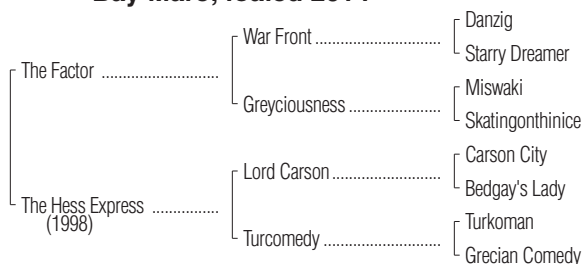 Bay Mare; foaled
Danzig
War Front ..............................
Starry Dreamer
The Factor ............................
Miswaki
Greyciousness ......................
Skatingonthinice
Carson City
Lord Carson ..........................
Bedgay's Lady
The Hess Express ................
(1998)
Turkoman
Turcomedy ............................
Grecian Comedy